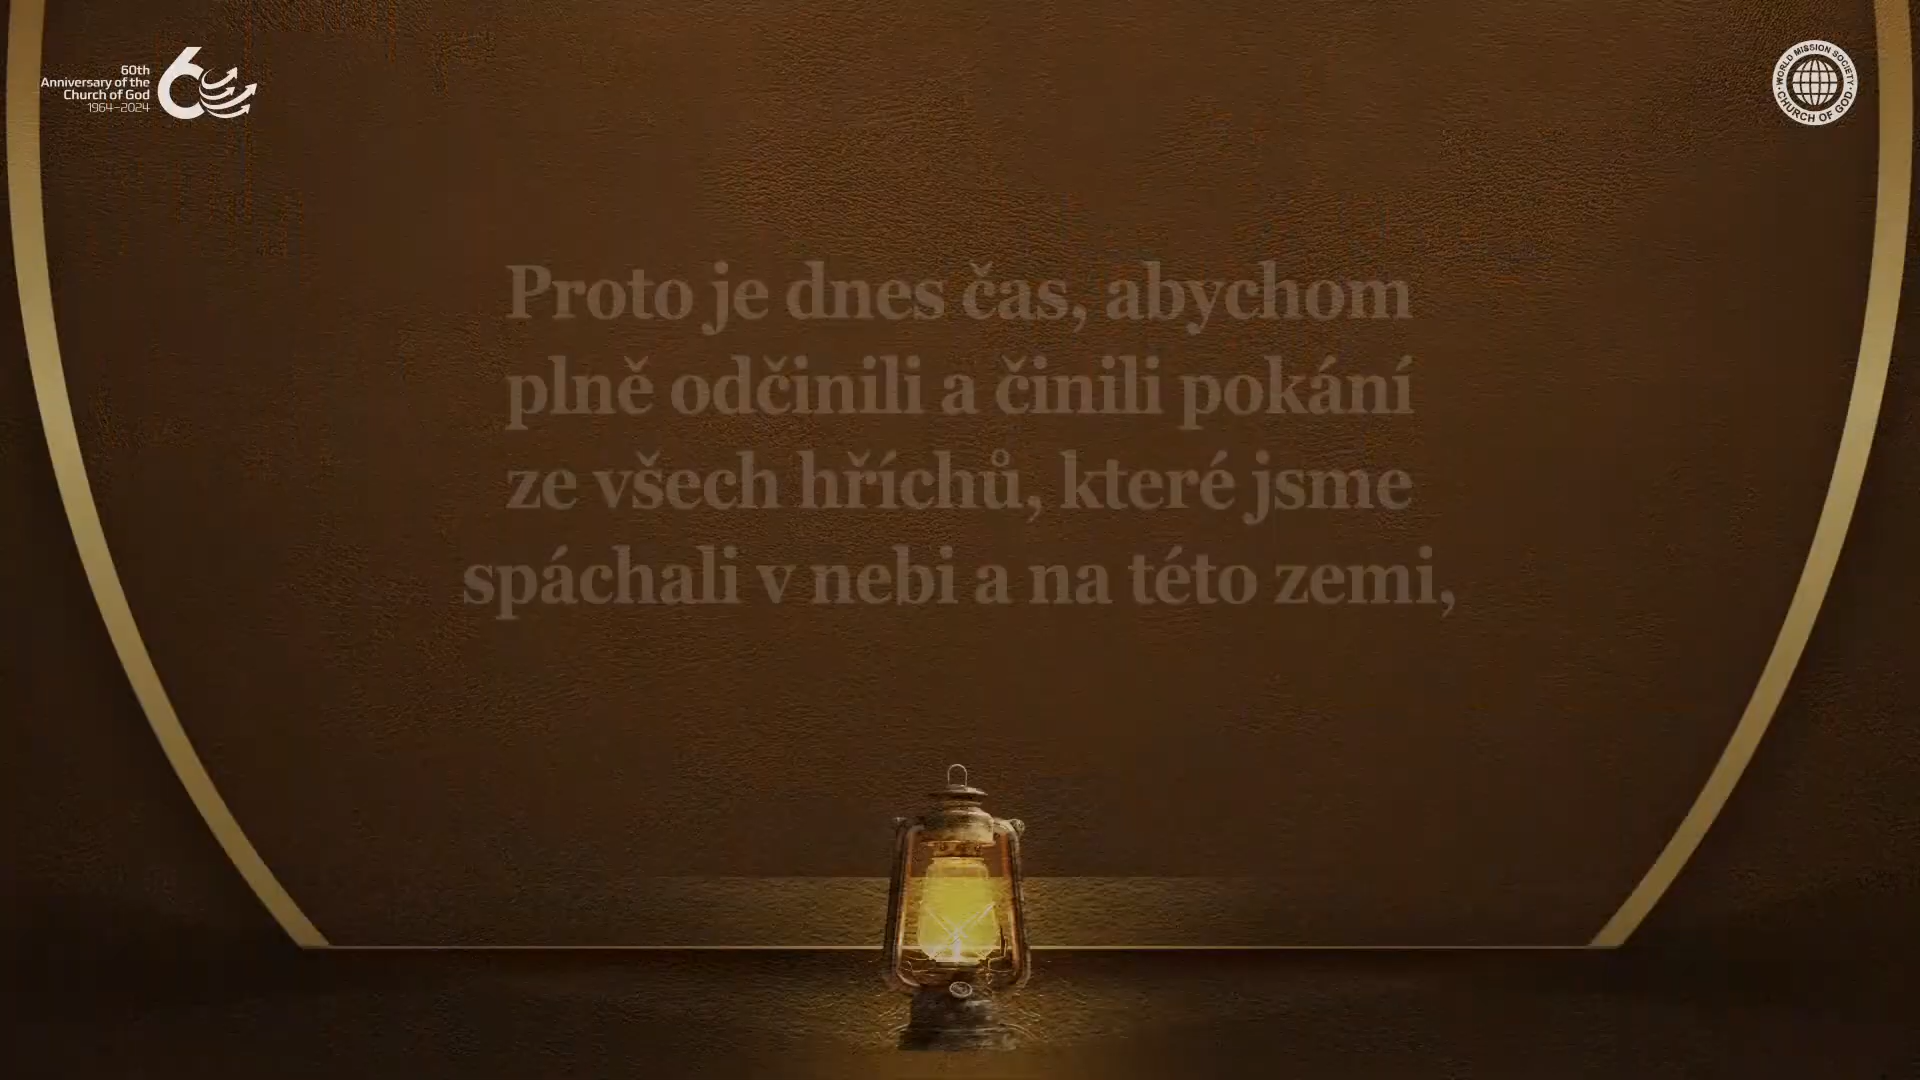 60th
Anniversary of the
Church of God
1964–2024
WORLD MISSION SOCIETY
CHURCH OF GOD
Proto je dnes čas, abychom
plně odčinili a činili pokání
ze všech hříchů, které jsme
spáchali v nebi a na této zemi,